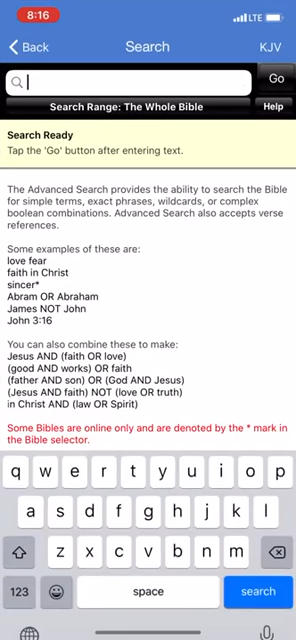 8:16
LTE
Back
Search
KJV
Go
Search Range: The Whole Bible
Help
Search Ready
Tap the 'Go' button after entering text.
The Advanced Search provides the ability to search the Bible
for simple terms, exact phrases, wildcards, or complex
boolean combinations. Advanced Search also accepts verse
references.
Some examples of these are:
love fear
faith in Christ
sincer*
Abram OR Abraham
James NOT John
John 3:16
You can also combine these to make:
Jesus AND (faith OR love)
(good AND works) OR faith
(father AND son) OR (God AND Jesus)
(Jesus AND faith) NOT (love OR truth)
in Christ AND (law OR Spirit)
Some Bibles are online only and are denoted by the * mark in
the Bible selector.
q w e r t y u i o p
a s d f g h j k l
z x c v b n m
123 space search